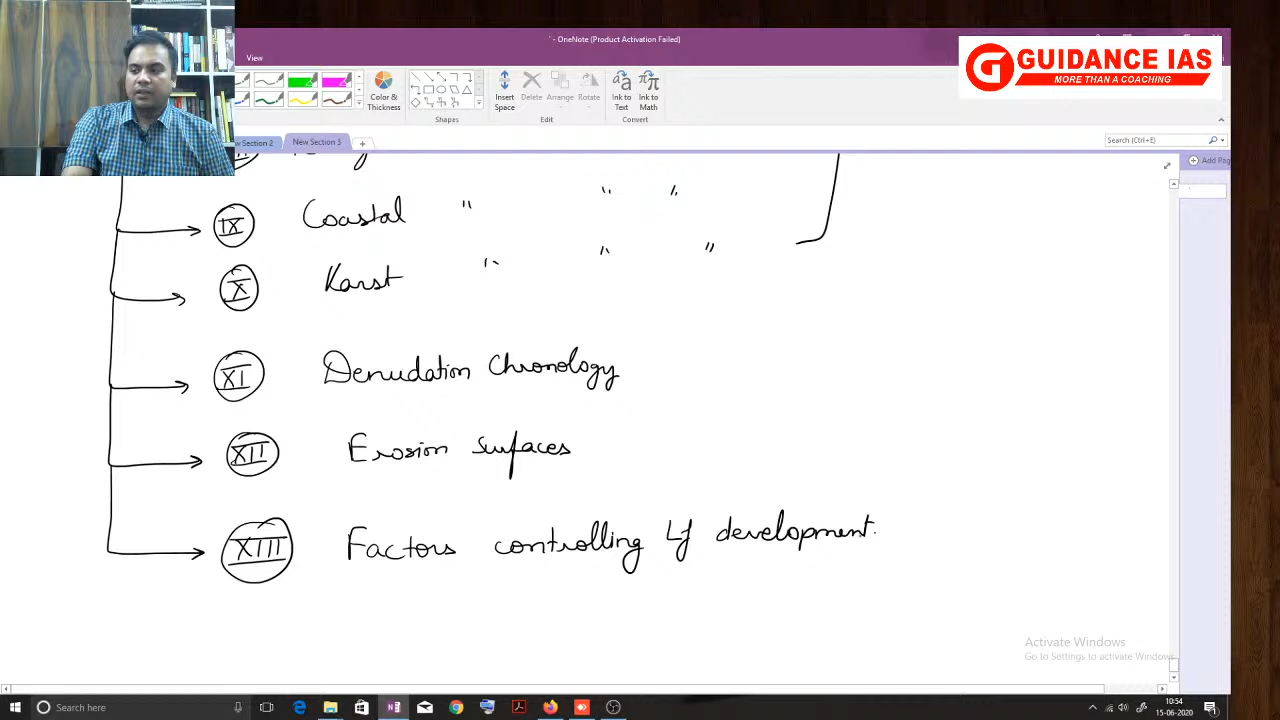 - OneNote (Product Activation Failed)
GUIDANCE IAS
MORE THAN A COACHING
View
Color & Thickness
Insert Space
Delete
Arrange
Rotate
Ink to Text
Ink to Math
Shapes
Edit
Convert
Section 2
New Section 3
Search (Ctrl+E)
Add Pag
IX Coastal " " "
X Karst " " "
XI Denudation Chronology
XII Erosion surfaces
XIII Factors controlling Lf development.
Activate Windows
Go to Settings to activate Windows
Search here
10:54
15-06-2020